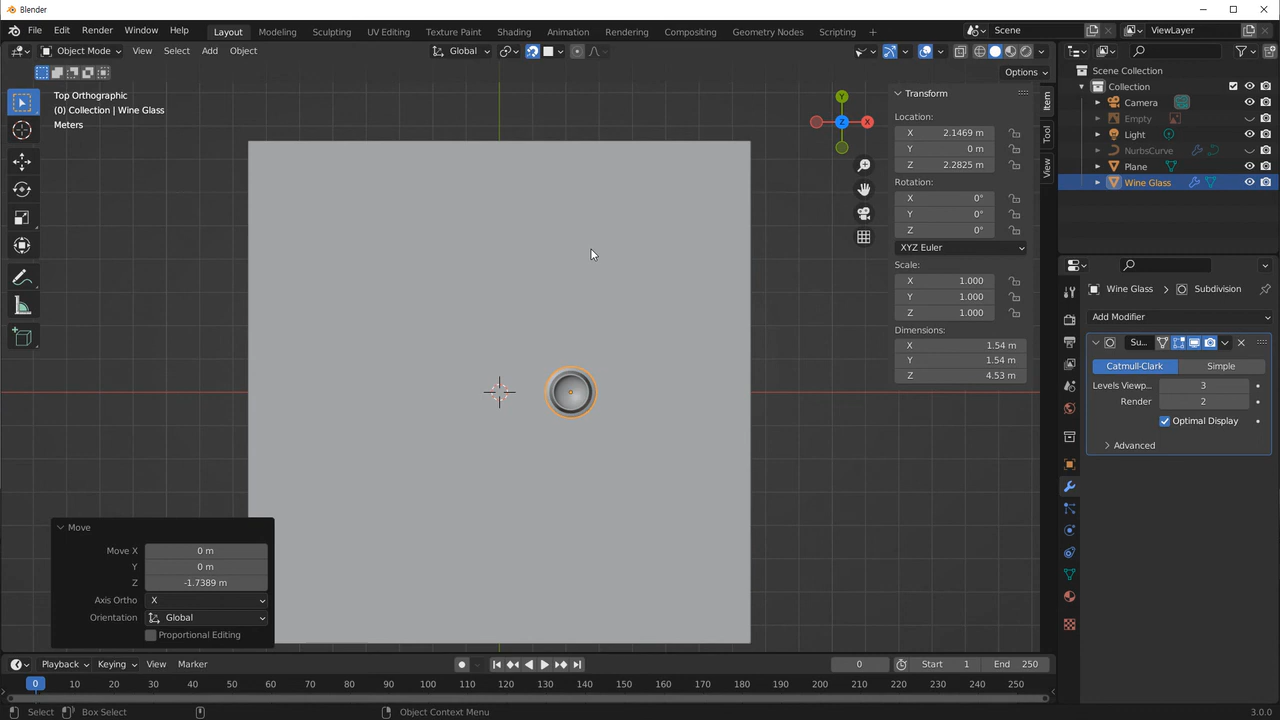 Blender
File Edit Render Window Help Layout Modeling Sculpting UV Editing Texture Paint Shading Animation Rendering Compositing Geometry Nodes Scripting + Scene ViewLayer
Object Mode View Select Add Object Global
Options
Top Orthographic
(0) Collection | Wine Glass
Meters
Y
Z
X
Transform
Location:
X 2.1469 m
Y 0 m
Z 2.2825 m
Rotation:
X 0°
Y 0°
Z 0°
XYZ Euler
Scale:
X 1.000
Y 1.000
Z 1.000
Dimensions:
X 1.54 m
Y 1.54 m
Z 4.53 m
Item
Tool
View
Scene Collection
Collection
Camera
Empty
Light
NurbsCurve
Plane
Wine Glass
Wine Glass > Subdivision
Add Modifier
Su...
Catmull-Clark Simple
Levels Viewp... 3
Render 2
Optimal Display
Advanced
Move
Move X 0 m
Y 0 m
Z -1.7389 m
Axis Ortho X
Orientation Global
Proportional Editing
Playback Keying View Marker 0 Start 1 End 250
0 10 20 30 40 50 60 70 80 90 100 110 120 130 140 150 160 170 180 190 200 210 220 230 240 250
Select Box Select Object Context Menu 3.0.0